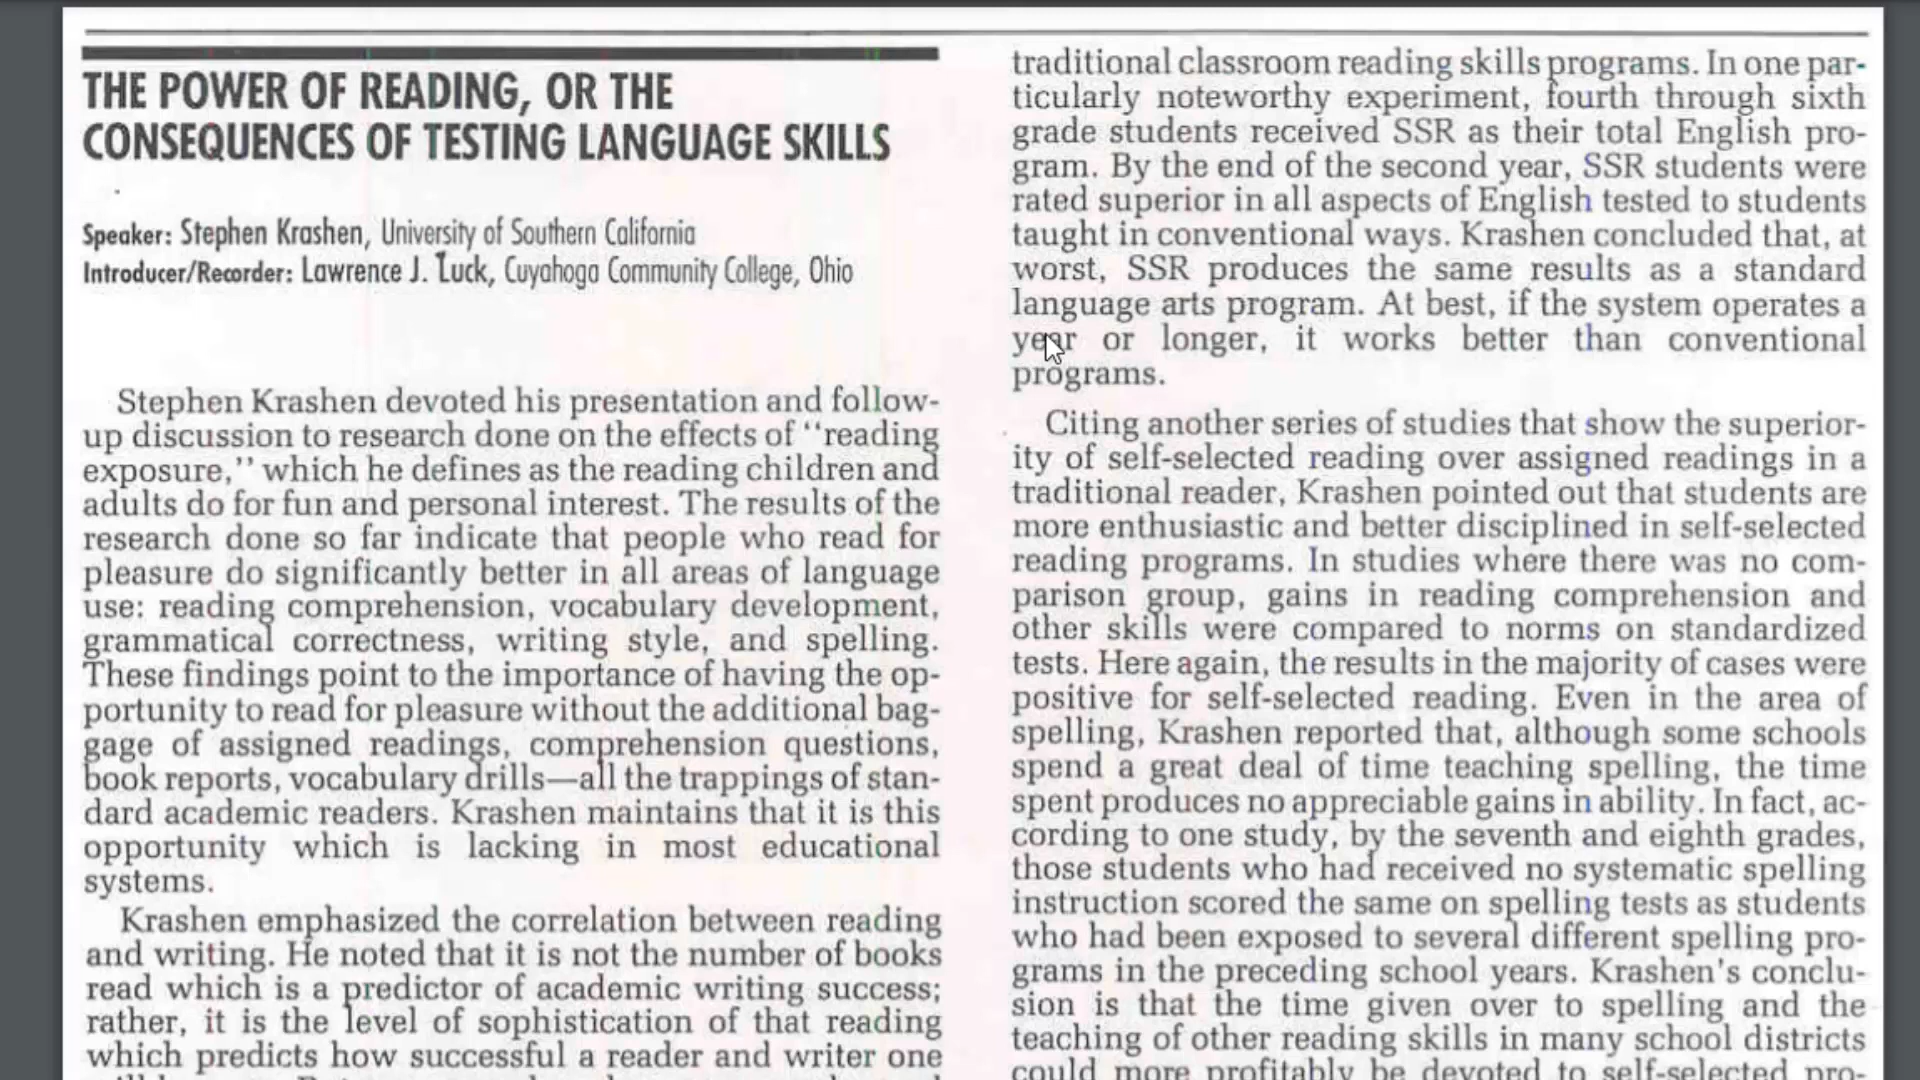 THE POWER OF READING, OR THE
CONSEQUENCES OF TESTING LANGUAGE SKILLS
Speaker: Stephen Krashen, University of Southern California
Introducer/Recorder: Lawrence J. Luck, Cuyahoga Community College, Ohio
Stephen Krashen devoted his presentation and follow-
up discussion to research done on the effects of ‘‘reading
exposure,’’ which he defines as the reading children and
adults do for fun and personal interest. The results of the
research done so far indicate that people who read for
pleasure do significantly better in all areas of language
use: reading comprehension, vocabulary development,
grammatical correctness, writing style, and spelling.
These findings point to the importance of having the op-
portunity to read for pleasure without the additional bag-
gage of assigned readings, comprehension questions,
book reports, vocabulary drills—all the trappings of stan-
dard academic readers. Krashen maintains that it is this
opportunity which is lacking in most educational
systems.
Krashen emphasized the correlation between reading
and writing. He noted that it is not the number of books
read which is a predictor of academic writing success;
rather, it is the level of sophistication of that reading
which predicts how successful a reader and writer one
traditional classroom reading skills programs. In one par-
ticularly noteworthy experiment, fourth through sixth
grade students received SSR as their total English pro-
gram. By the end of the second year, SSR students were
rated superior in all aspects of English tested to students
taught in conventional ways. Krashen concluded that, at
worst, SSR produces the same results as a standard
language arts program. At best, if the system operates a
year or longer, it works better than conventional
programs.
Citing another series of studies that show the superior-
ity of self-selected reading over assigned readings in a
traditional reader, Krashen pointed out that students are
more enthusiastic and better disciplined in self-selected
reading programs. In studies where there was no com-
parison group, gains in reading comprehension and
other skills were compared to norms on standardized
tests. Here again, the results in the majority of cases were
positive for self-selected reading. Even in the area of
spelling, Krashen reported that, although some schools
spend a great deal of time teaching spelling, the time
spent produces no appreciable gains in ability. In fact, ac-
cording to one study, by the seventh and eighth grades,
those students who had received no systematic spelling
instruction scored the same on spelling tests as students
who had been exposed to several different spelling pro-
grams in the preceding school years. Krashen's conclu-
sion is that the time given over to spelling and the
teaching of other reading skills in many school districts
could more profitably be devoted to self-selected pro-